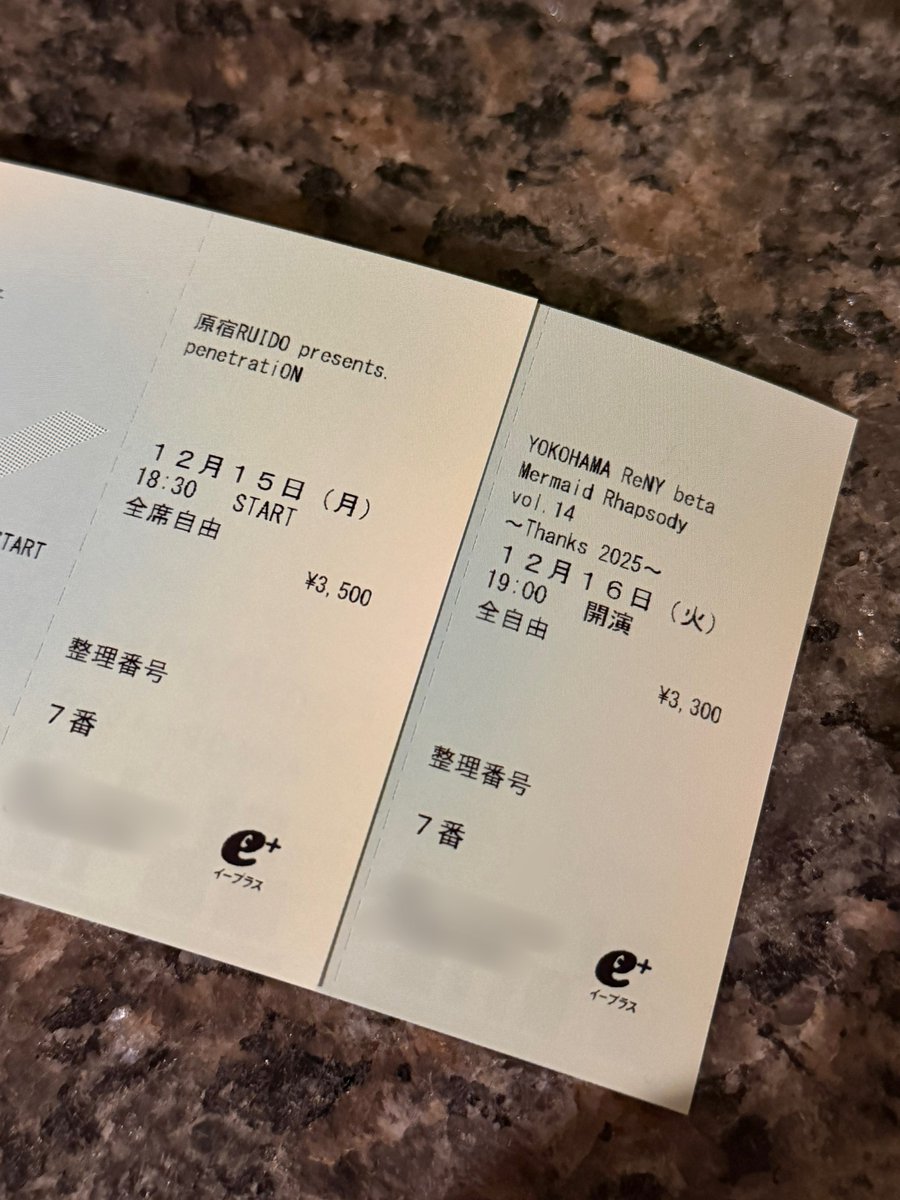 START
原宿RUIDO presents.
penetratiON
12月15日（月）
18:30 START
全席自由
¥3,500
整理番号
7番
e+
イープラス
YOKOHAMA ReNY beta
Mermaid Rhapsody
vol.14
～Thanks 2025～
12月16日（火）
19:00 開演
全自由
¥3,300
整理番号
7番
e+
イープラス